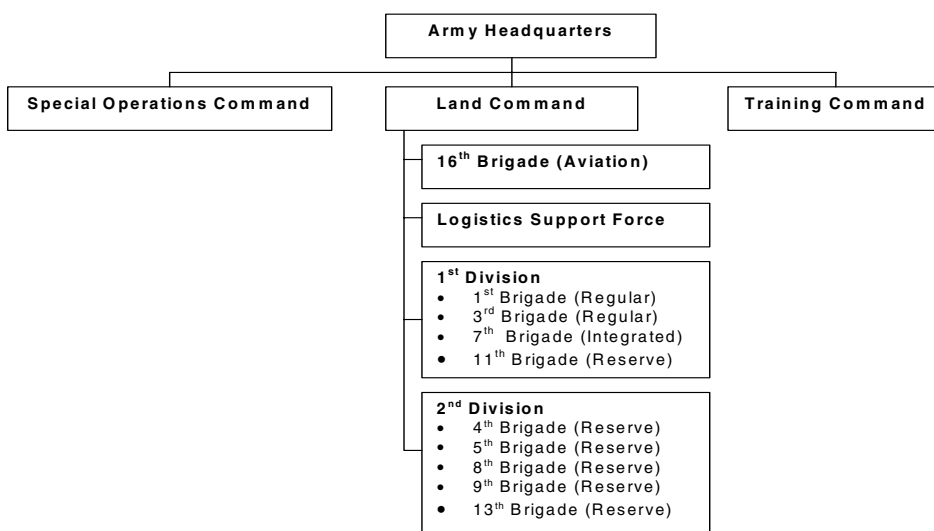 Army Headquarters
Special Operations Command
Land Command
Training Command
16th Brigade (Aviation)
Logistics Support Force
1st Division
• 1st Brigade (Regular)
• 3rd Brigade (Regular)
• 7th Brigade (Integrated)
• 11th Brigade (Reserve)
2nd Division
• 4th Brigade (Reserve)
• 5th Brigade (Reserve)
• 8th Brigade (Reserve)
• 9th Brigade (Reserve)
• 13th Brigade (Reserve)